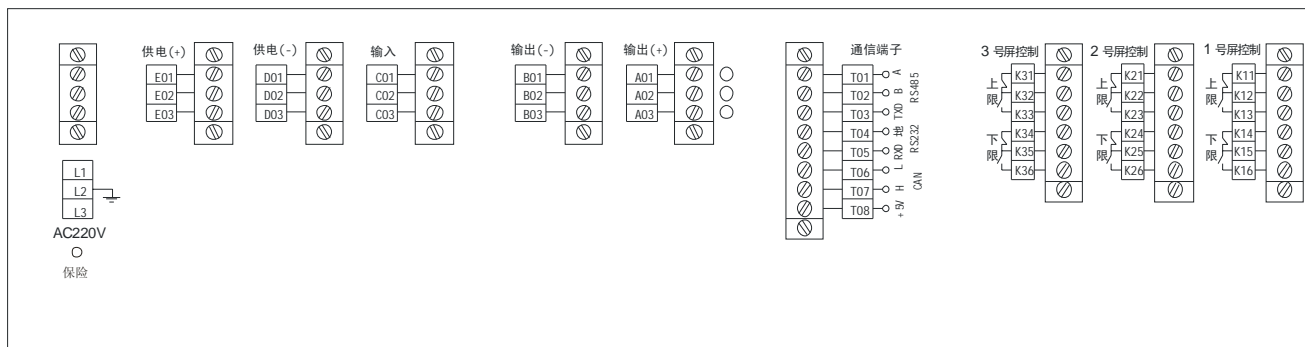 供电(+)
E01
E02
E03
供电(-)
D01
D02
D03
输入
C01
C02
C03
输出(-)
B01
B02
B03
输出(+)
A01
A02
A03
通信端子
T01
T02
T03
T04
T05
T06
T07
T08
A
B
TXD
地
RXD
L
H
+5V
RS485
RS232
CAN
3号屏控制
上限
下限
K31
K32
K33
K34
K35
K36
2号屏控制
上限
下限
K21
K22
K23
K24
K25
K26
1号屏控制
上限
下限
K11
K12
K13
K14
K15
K16
L1
L2
L3
AC220V
保险